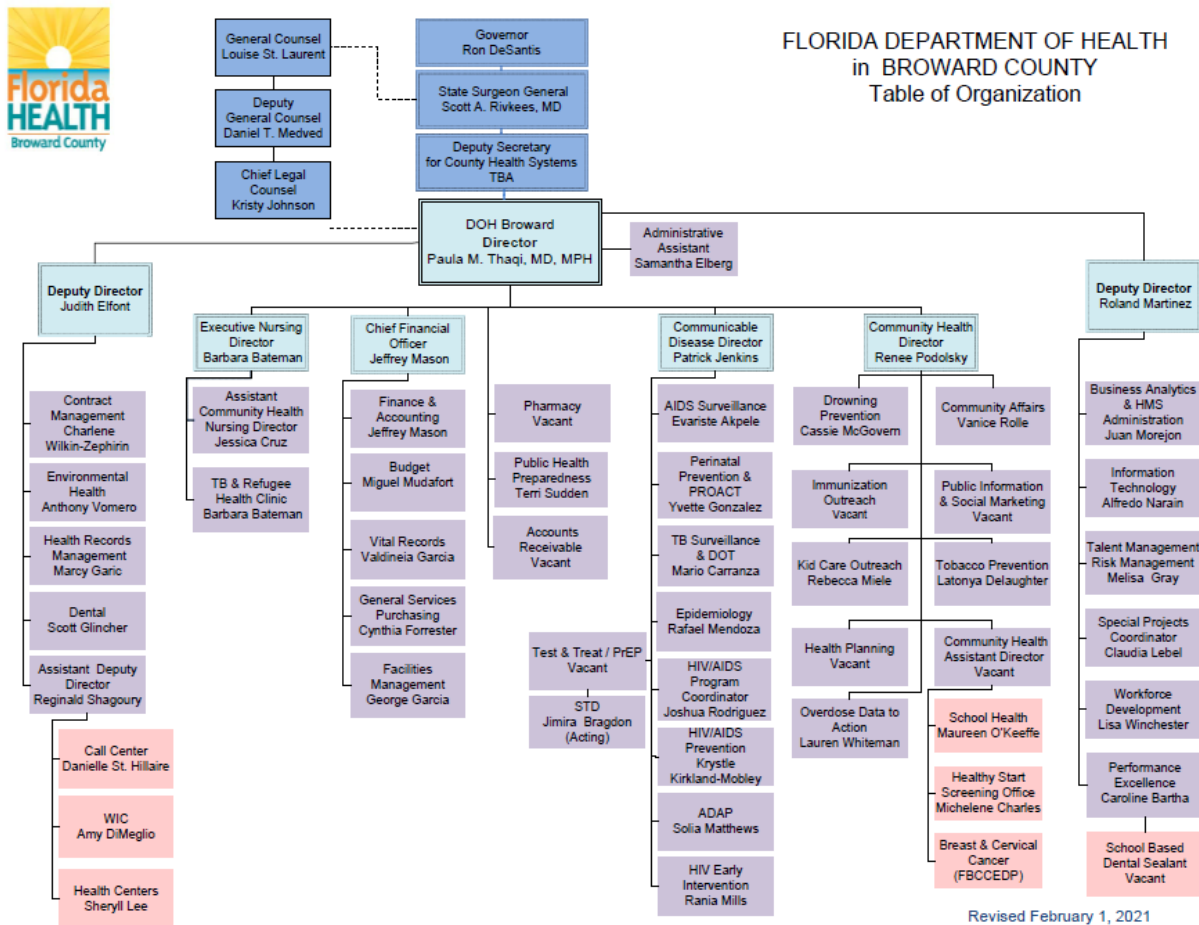 Florida
HEALTH
Broward County
General Counsel
Louise St. Laurent
Deputy
General Counsel
Daniel T. Medved
Chief Legal
Counsel
Kristy Johnson
Governor
Ron DeSantis
State Surgeon General
Scott A. Rivkees, MD
Deputy Secretary
for County Health Systems
TBA
FLORIDA DEPARTMENT OF HEALTH
in BROWARD COUNTY
Table of Organization
DOH Broward
Director
Paula M. Thaqi, MD, MPH
Administrative
Assistant
Samantha Elberg
Deputy Director
Judith Elfont
Contract
Management
Charlene
Wilkin-Zephirin
Environmental
Health
Anthony Vomero
Health Records
Management
Marcy Garic
Dental
Scott Glincher
Assistant Deputy
Director
Reginald Shagoury
Call Center
Danielle St. Hillaire
WIC
Amy DiMeglio
Health Centers
Sheryll Lee
Executive Nursing
Director
Barbara Bateman
Assistant
Community Health
Nursing Director
Jessica Cruz
TB & Refugee
Health Clinic
Barbara Bateman
Chief Financial
Officer
Jeffrey Mason
Finance &
Accounting
Jeffrey Mason
Budget
Miguel Mudafort
Vital Records
Valdineia Garcia
General Services
Purchasing
Cynthia Forrester
Facilities
Management
George Garcia
Pharmacy
Vacant
Public Health
Preparedness
Terri Sudden
Accounts
Receivable
Vacant
Communicable
Disease Director
Patrick Jenkins
AIDS Surveillance
Evariste Akpele
Perinatal
Prevention &
PROACT
Yvette Gonzalez
TB Surveillance
& DOT
Mario Carranza
Epidemiology
Rafael Mendoza
Test & Treat / PrEP
Vacant
STD
Jimira Bragdon
(Acting)
HIV/AIDS
Program
Coordinator
Joshua Rodriguez
HIV/AIDS
Prevention
Krystle
Kirkland-Mobley
ADAP
Solia Matthews
HIV Early
Intervention
Rania Mills
Community Health
Director
Renee Podolsky
Drowning
Prevention
Cassie McGovern
Community Affairs
Vanice Rolle
Immunization
Outreach
Vacant
Public Information
& Social Marketing
Vacant
Kid Care Outreach
Rebecca Miele
Tobacco Prevention
Latonya Delaughter
Health Planning
Vacant
Community Health
Assistant Director
Vacant
Overdose Data to
Action
Lauren Whiteman
School Health
Maureen O'Keeffe
Healthy Start
Screening Office
Michelene Charles
Breast & Cervical
Cancer
(FBCCEDP)
Deputy Director
Roland Martinez
Business Analytics
& HMS
Administration
Juan Morejon
Information
Technology
Alfredo Narain
Talent Management
Risk Management
Melisa Gray
Special Projects
Coordinator
Claudia Lebel
Workforce
Development
Lisa Winchester
Performance
Excellence
Caroline Bartha
School Based
Dental Sealant
Vacant
Revised February 1, 2021